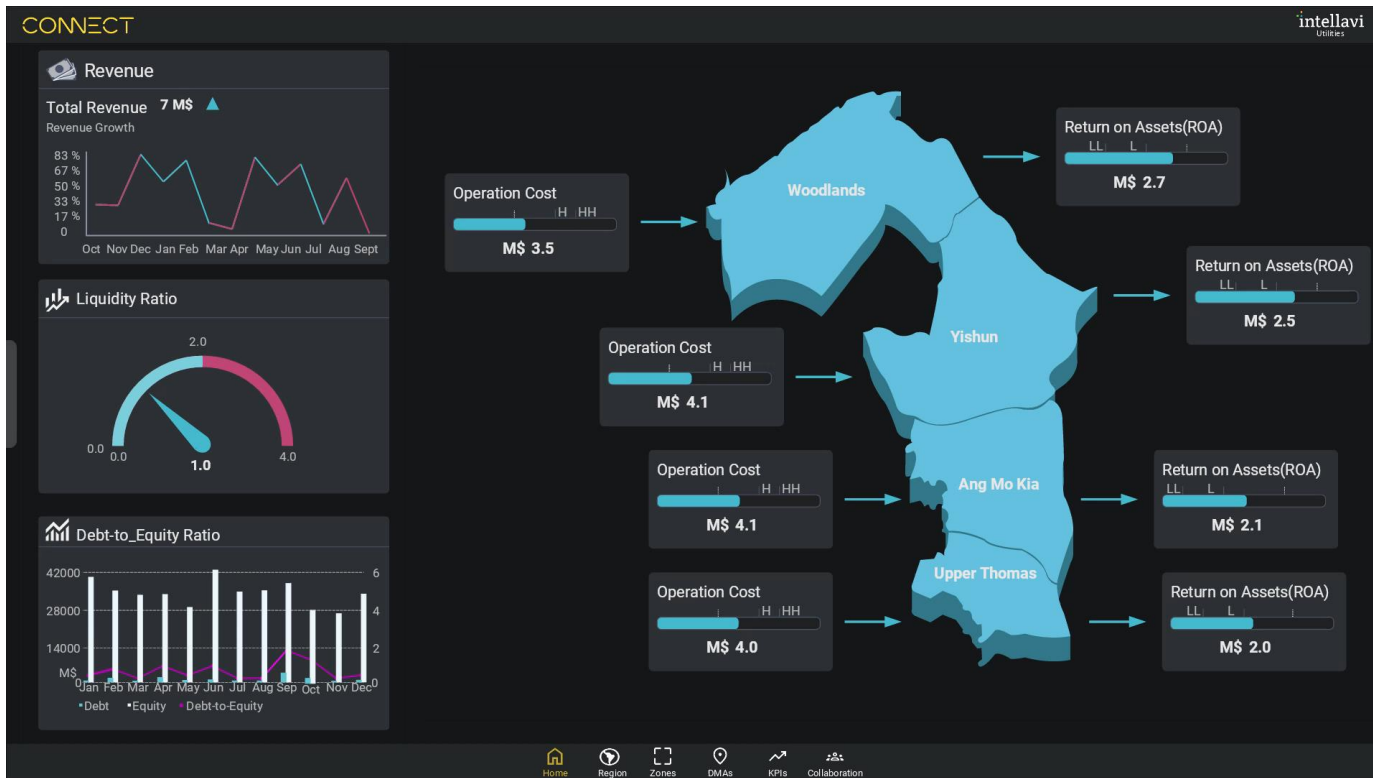 CONNECT
intellavi
Utilities
Revenue
Total Revenue 7 M$
Revenue Growth
83 %
67 %
50 %
33 %
17 %
0
Oct Nov Dec Jan Feb Mar Apr May Jun Jul Aug Sept
Liquidity Ratio
2.0
0.0
0.0
4.0
1.0
Debt-to_Equity Ratio
42000 6
28000 4
14000 2
M$
0 0
Jan Feb Mar Apr May Jun Jul Aug Sep Oct Nov Dec
Debt Equity Debt-to-Equity
Operation Cost
H HH
M$ 3.5
Woodlands
Return on Assets(ROA)
LL L
M$ 2.7
Operation Cost
H HH
M$ 4.1
Yishun
Return on Assets(ROA)
LL L
M$ 2.5
Operation Cost
H HH
M$ 4.1
Ang Mo Kia
Return on Assets(ROA)
LL L
M$ 2.1
Operation Cost
H HH
M$ 4.0
Upper Thomas
Return on Assets(ROA)
LL L
M$ 2.0
Home Region Zones DMAs KPIs Collaboration